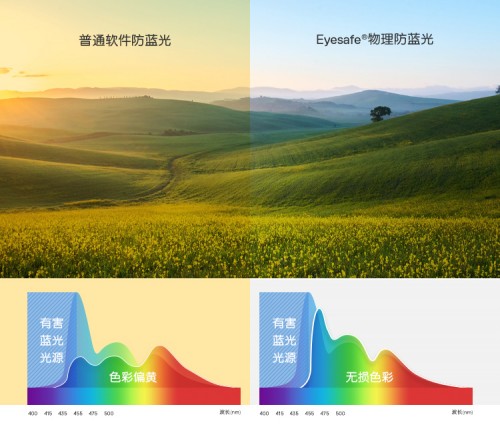 普通软件防蓝光
Eyesafe®物理防蓝光
有害
蓝光
光源
色彩偏黄
400 415 435 455 475 500 波长(nm)
有害
蓝光
光源
无损色彩
400 415 435 455 475 500 波长(nm)